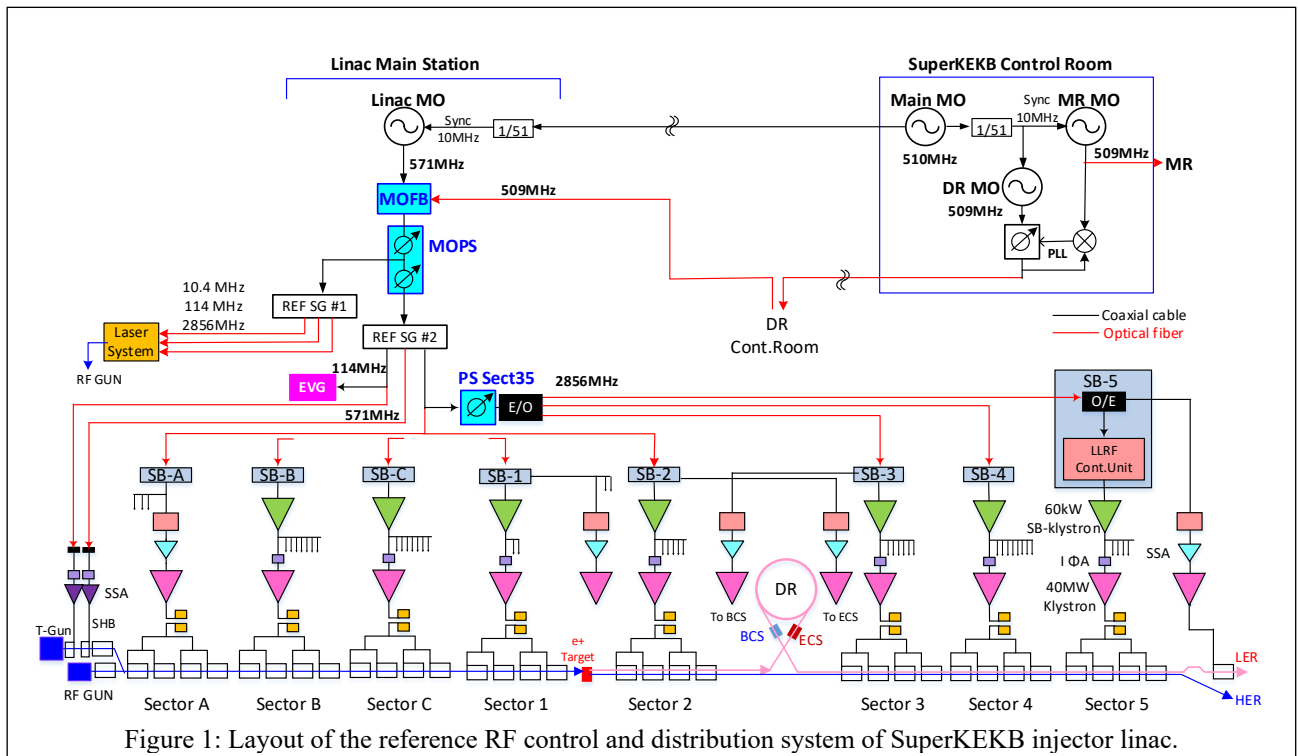 Linac Main Station
SuperKEKB Control Room
Linac MO
Main MO
MR MO
Sync
10MHz
1/51
1/51
Sync
10MHz
510MHz
571MHz
509MHz
MR
DR MO
509MHz
MOFB
509MHz
PLL
MOPS
10.4 MHz
114 MHz
2856MHz
REF SG #1
Laser
System
RF GUN
REF SG #2
DR
Cont.Room
Coaxial cable
Optical fiber
114MHz
EVG
571MHz
PS Sect35
E/O
2856MHz
SB-5
O/E
LLRF
Cont.Unit
SB-A
SB-B
SB-C
SB-1
SB-2
SB-3
SB-4
60kW
SB-klystron
I ΦA
40MW
Klystron
SSA
SSA
SHB
T-Gun
RF GUN
DR
To BCS
To ECS
BCS
ECS
e+
Target
LER
HER
Sector A
Sector B
Sector C
Sector 1
Sector 2
Sector 3
Sector 4
Sector 5
Figure 1: Layout of the reference RF control and distribution system of SuperKEKB injector linac.